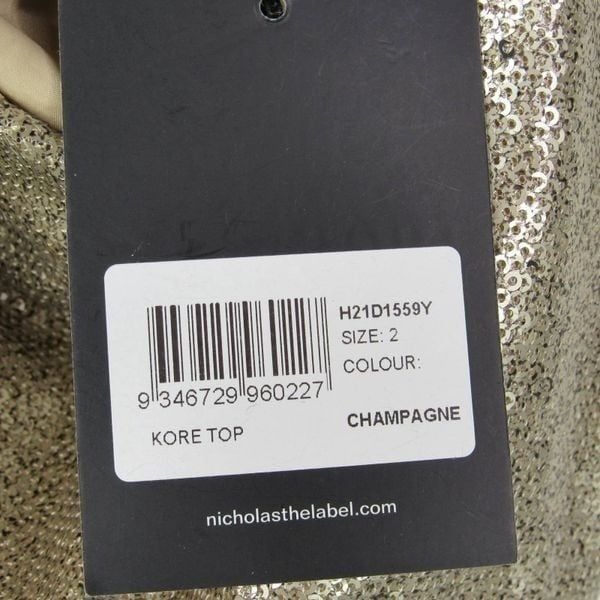 H21D1559Y
SIZE: 2
COLOUR:
CHAMPAGNE
9 346729 960227
KORE TOP
nicholasthelabel.com